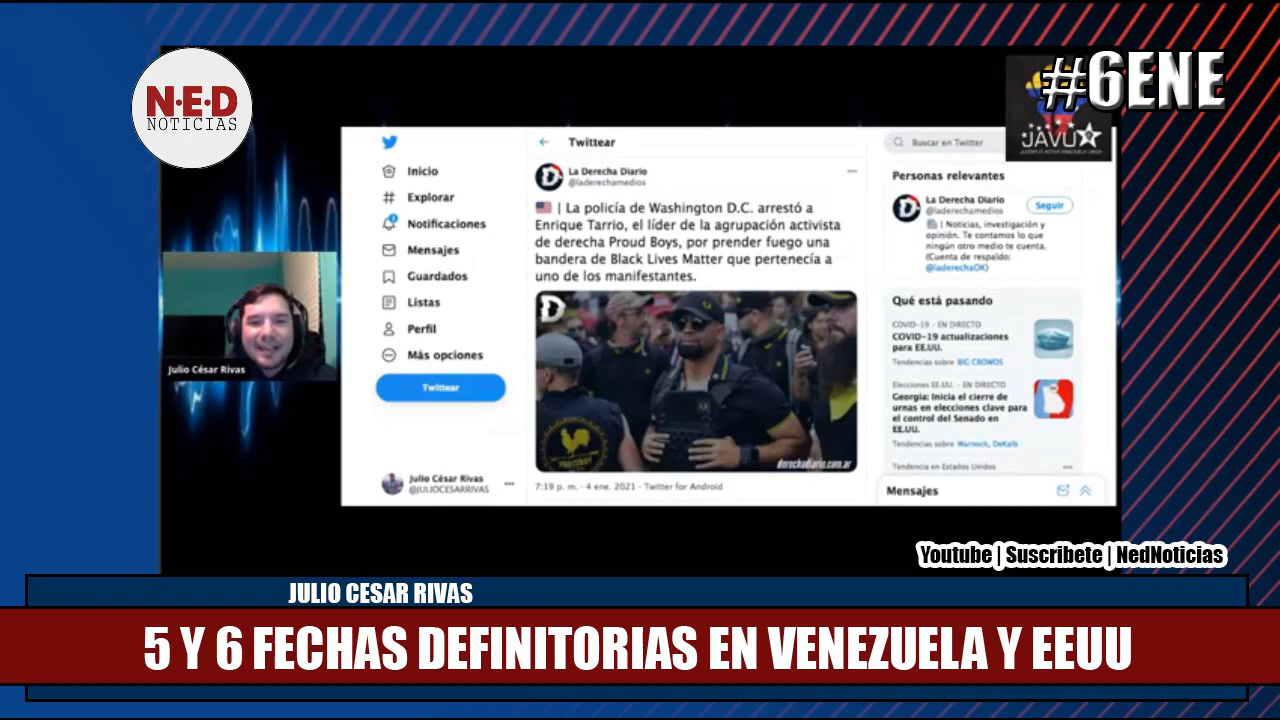 N·E·D
NOTICIAS
#6ENE
JAVU
JUVENTUD ACTIVA VENEZUELA UNIDA
Julio César Rivas
Inicio
Explorar
Notificaciones
Mensajes
Guardados
Listas
Perfil
Más opciones
Twittear
Julio César Rivas
@JULIOCESARRIVAS
Twittear
La Derecha Diario
@laderechamedios
| La policía de Washington D.C. arrestó a
Enrique Tarrio, el líder de la agrupación activista
de derecha Proud Boys, por prender fuego una
bandera de Black Lives Matter que pertenecía a
uno de los manifestantes.
derechadiario.com.ar
7:19 p. m. · 4 ene. 2021 · Twitter for Android
Buscar en Twitter
Personas relevantes
La Derecha Diario
@laderechamedios
Seguir
| Noticias, investigación y
opinión. Te contamos lo que
ningún otro medio te cuenta.
(Cuenta de respaldo:
@laderechaOK)
Qué está pasando
COVID-19 - EN DIRECTO
COVID-19 actualizaciones
para EE.UU.
Tendencias sobre BIG CROWDS
Elecciones EE.UU. - EN DIRECTO
Georgia: Inicia el cierre de
urnas en elecciones clave para
el control del Senado en
EE.UU.
Tendencias sobre Warnock, DeKalb
Tendencia en Estados Unidos
Mensajes
Youtube | Suscribete | NedNoticias
JULIO CESAR RIVAS
5 Y 6 FECHAS DEFINITORIAS EN VENEZUELA Y EEUU